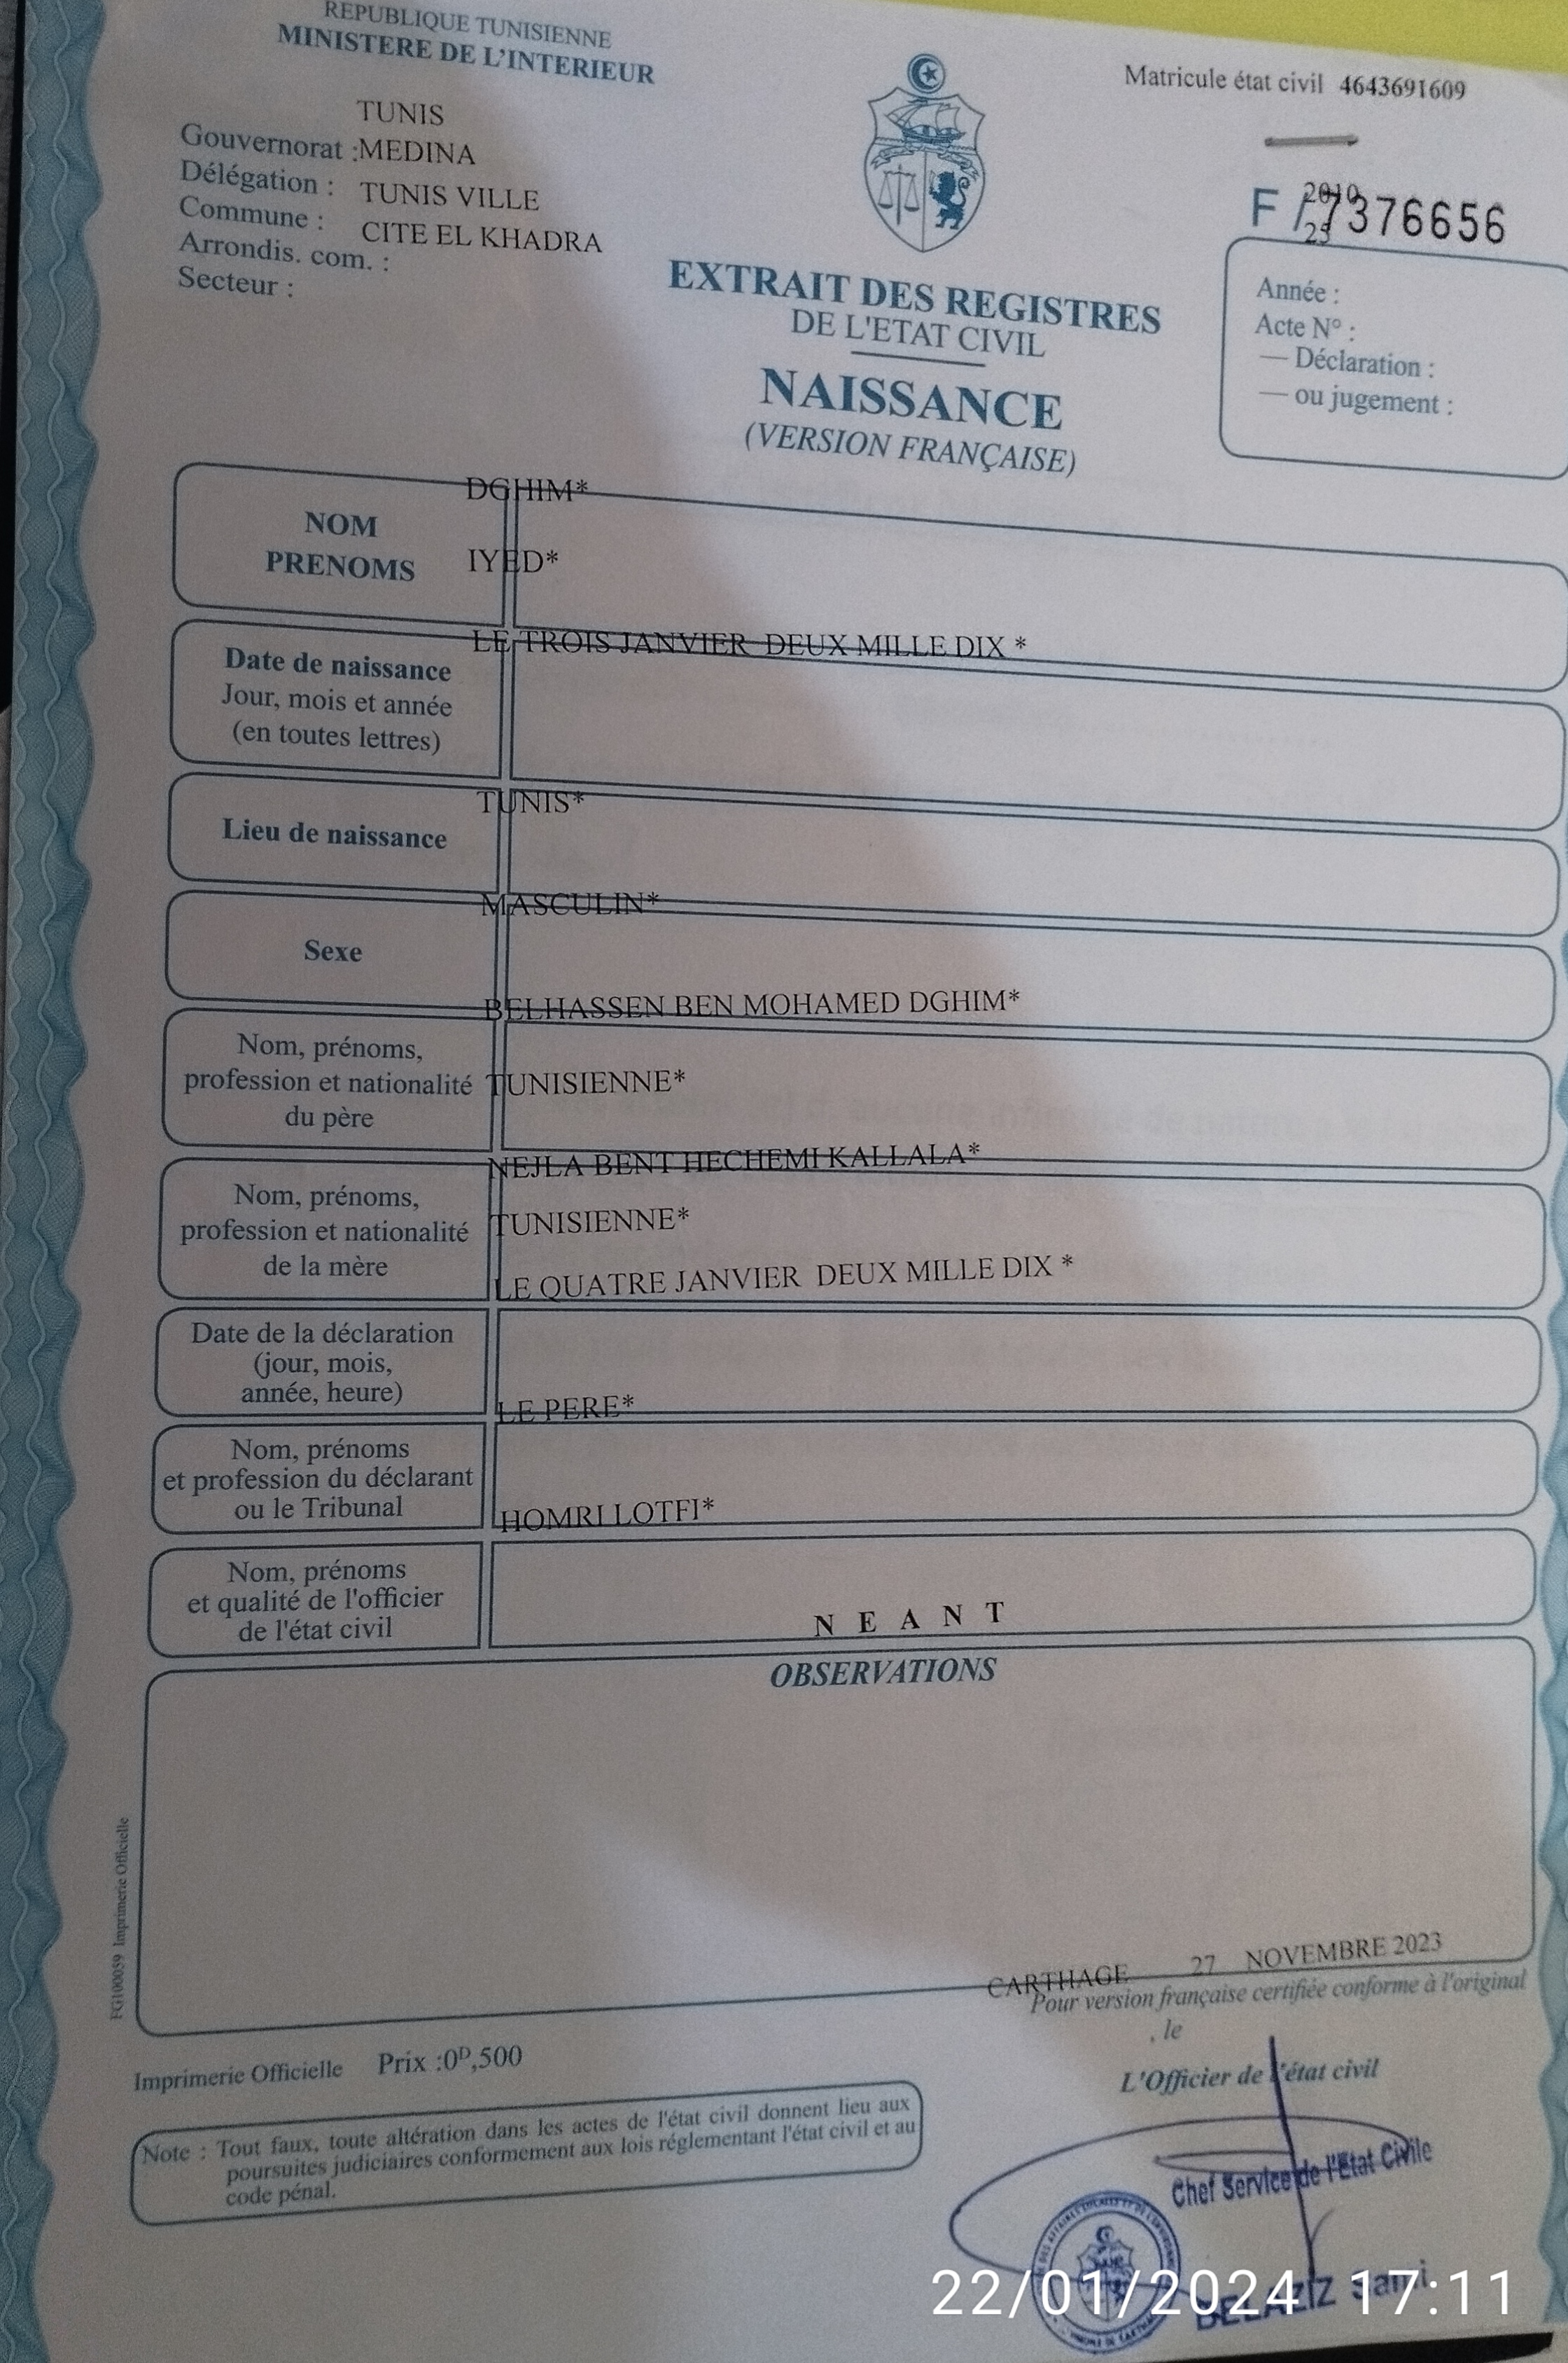 REPUBLIQUE TUNISIENNE
MINISTERE DE L'INTERIEUR
Matricule état civil 4643691609
TUNIS
Gouvernorat : MEDINA
Délégation : TUNIS VILLE
Commune : CITE EL KHADRA
Arrondis. com. :
Secteur :
F / 7376656
2010
25
Année :
Acte N° :
— Déclaration :
— ou jugement :
EXTRAIT DES REGISTRES
DE L'ETAT CIVIL
NAISSANCE
(VERSION FRANÇAISE)
DGHIM*
NOM
PRENOMS
IYED*
LE TROIS JANVIER DEUX MILLE DIX *
Date de naissance
Jour, mois et année
(en toutes lettres)
TUNIS*
Lieu de naissance
MASCULIN*
Sexe
BELHASSEN BEN MOHAMED DGHIM*
Nom, prénoms,
profession et nationalité
du père
TUNISIENNE*
NEJLA BENT HECHEMI KALLALA*
Nom, prénoms,
profession et nationalité
de la mère
TUNISIENNE*
LE QUATRE JANVIER DEUX MILLE DIX *
Date de la déclaration
(jour, mois,
année, heure)
LE PERE*
Nom, prénoms
et profession du déclarant
ou le Tribunal
HOMRI LOTFI*
Nom, prénoms
et qualité de l'officier
de l'état civil
N E A N T
OBSERVATIONS
FG100059 Imprimerie Officielle
CARTHAGE 27 NOVEMBRE 2023
Pour version française certifiée conforme à l'original
, le
L'Officier de l'état civil
Imprimerie Officielle Prix :0ᴰ,500
Note : Tout faux, toute altération dans les actes de l'état civil donnent lieu aux
poursuites judiciaires conformement aux lois réglementant l'état civil et au
code pénal.
Chef Service de l'Etat Civile
BELAZIZ Sami
22/01/2024 17:11